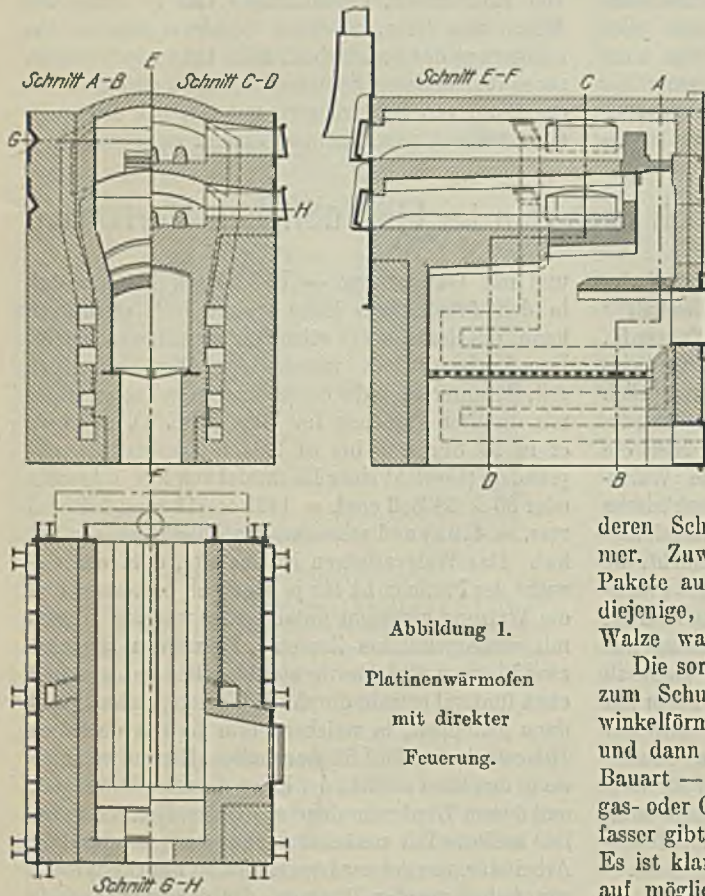 Schnitt A-B
E
Schnitt C-D
G
H
F
Schnitt E-F
C
A
D
B
Schnitt G-H
Abbildung 1.
Platinenwärmofen
mit direkter
Feuerung.
deren Sch
mer. Zuw
Pakete au
diejenige,
Walze wa
Die sor
zum Schu
winkelförm
und dann
Bauart —
gas- oder
fasser gibt
Es ist klar
auf möglic